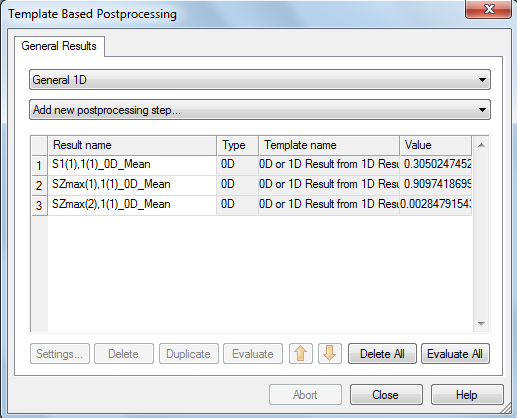 Template Based Postprocessing
General Results
General 1D
Add new postprocessing step...
Result name Type Template name Value
1 S1(1),1(1)_0D_Mean 0D 0D or 1D Result from 1D Resu 0.3050247452
2 SZmax(1),1(1)_0D_Mean 0D 0D or 1D Result from 1D Resu 0.9097418699
3 SZmax(2),1(1)_0D_Mean 0D 0D or 1D Result from 1D Resu 0.00284791543
Settings... Delete Duplicate Evaluate Delete All Evaluate All
Abort Close Help